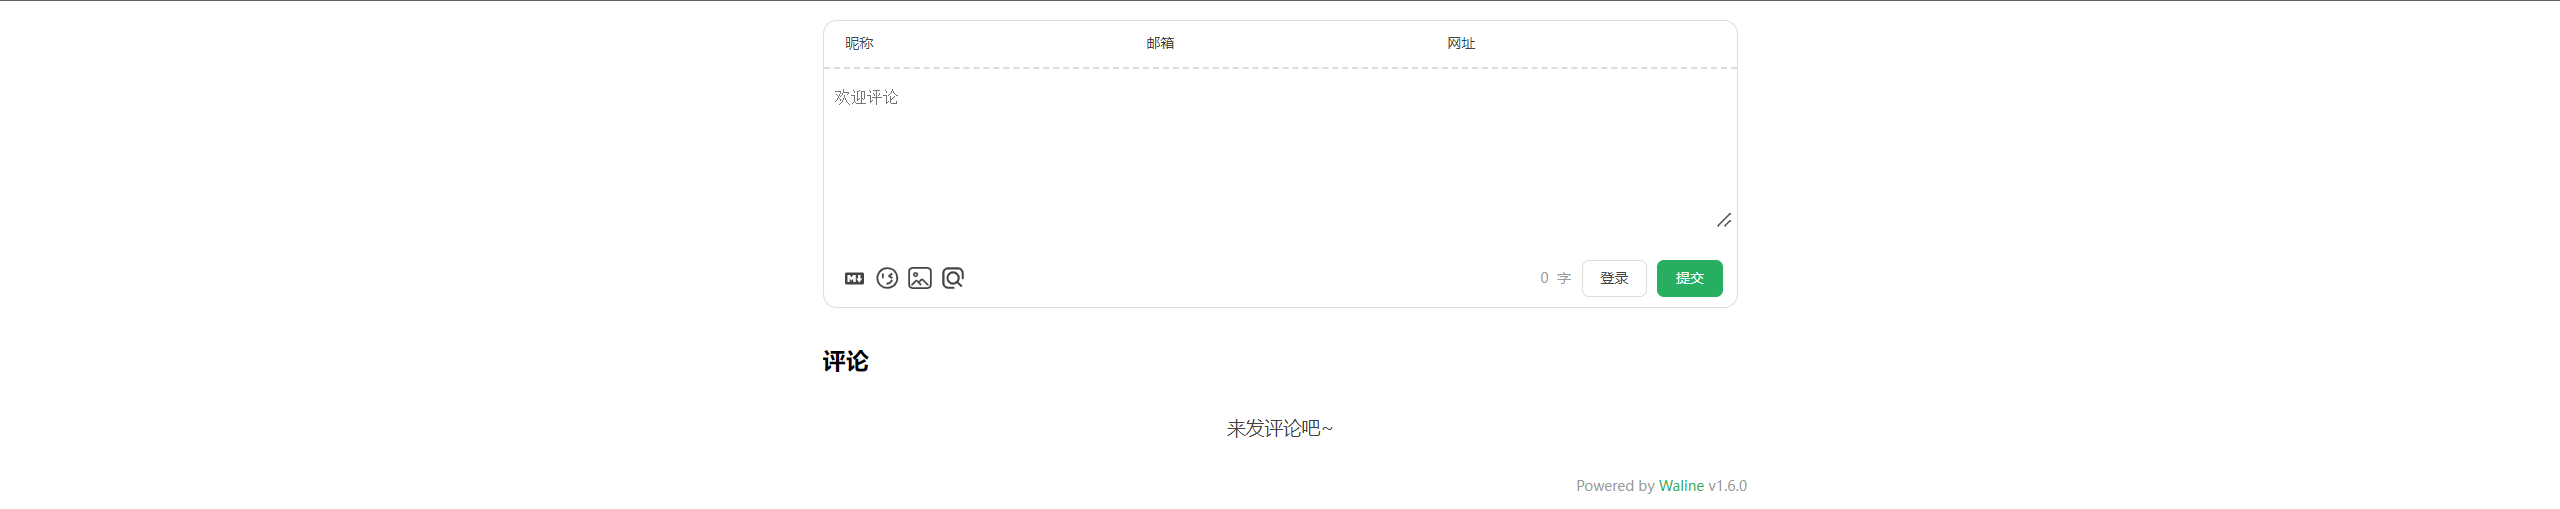 昵称 邮箱 网址
欢迎评论
M↓ 0 字 登录 提交
评论
来发评论吧~
Powered by Waline v1.6.0